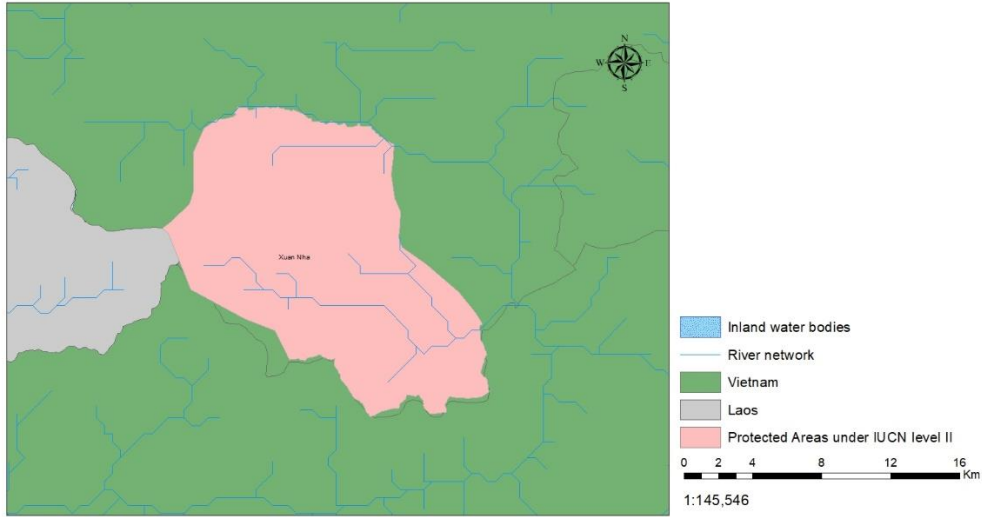 N
W E
S
Xuan Nha
Inland water bodies
River network
Vietnam
Laos
Protected Areas under IUCN level II
0 2 4 8 12 16
Km
1:145,546